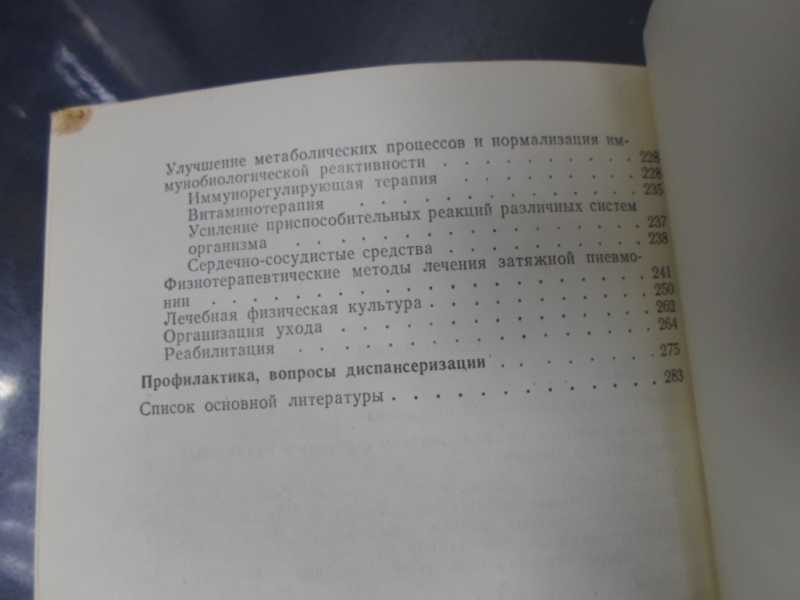 Улучшение метаболических процессов и нормализация им-
мунобиологической реактивности . . . . . . . . . 228
Иммунорегулирующая терапия . . . . . . . . . 228
Витаминотерапия . . . . . . . . . . . . 235
Усиление приспособительных реакций различных систем
организма . . . . . . . . . . . . . . 237
Сердечно-сосудистые средства . . . . . . . . 238
Физиотерапевтические методы лечения затяжной пневмо-
нии . . . . . . . . . . . . . . . . . 241
Лечебная физическая культура . . . . . . . . . 250
Организация ухода . . . . . . . . . . . . . 262
Реабилитация . . . . . . . . . . . . . . 264
Профилактика, вопросы диспансеризации . . . . . . . 275
Список основной литературы . . . . . . . . . . . 283